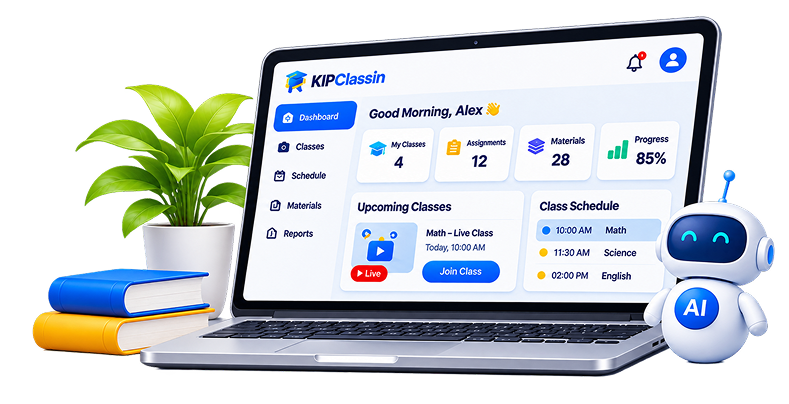 KIPClassin
Dashboard
Classes
Schedule
Materials
Reports
Good Morning, Alex 👋
My Classes
4
Assignments
12
Materials
28
Progress
85%
Upcoming Classes
Math – Live Class
Today, 10:00 AM
Live
Join Class
Class Schedule
10:00 AM Math
11:30 AM Science
02:00 PM English
AI